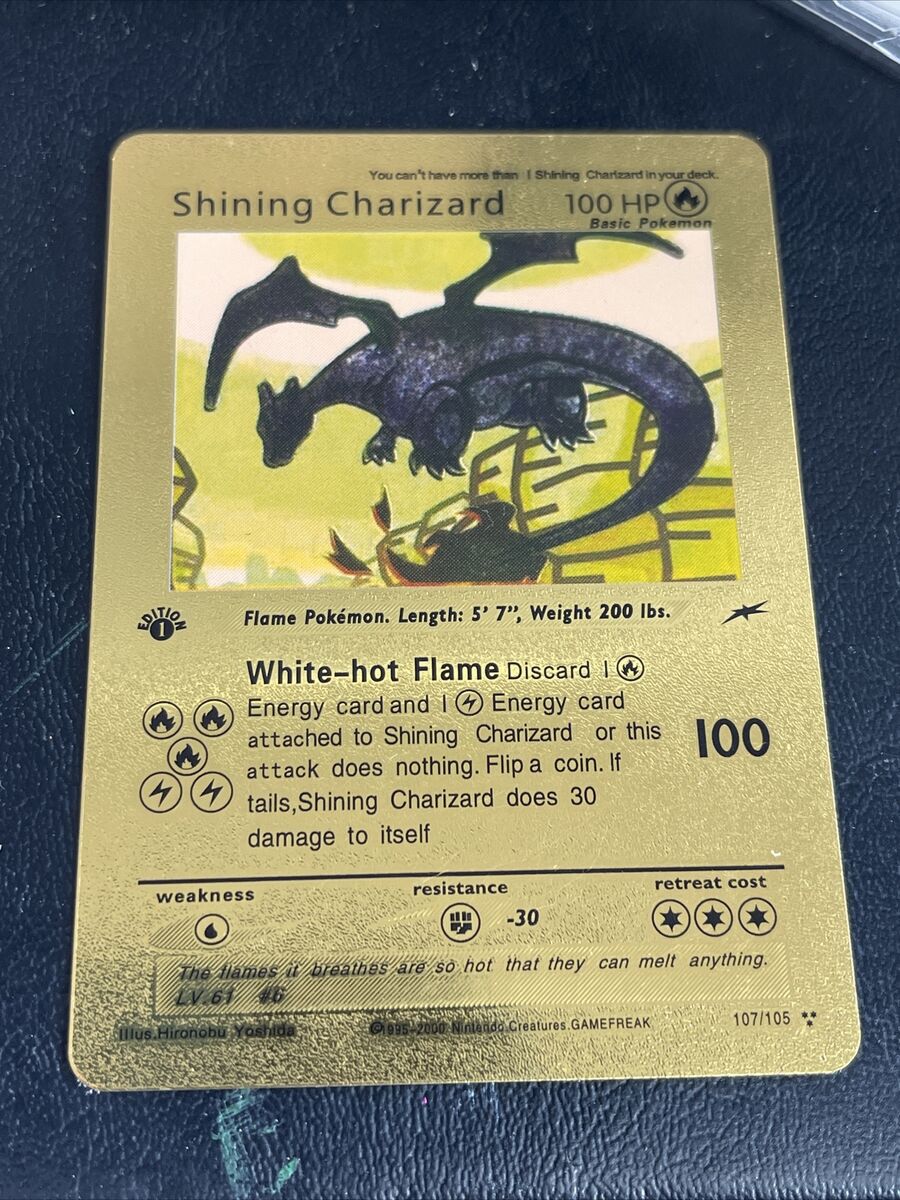 You can't have more than 1 Shining Charizard in your deck.
Shining Charizard 100 HP
Basic Pokemon
EDITION 1
Flame Pokémon. Length: 5' 7", Weight 200 lbs.
White-hot Flame Discard 1
Energy card and 1 Energy card
attached to Shining Charizard or this
attack does nothing. Flip a coin. If
tails,Shining Charizard does 30
damage to itself
100
weakness resistance retreat cost
-30
The flames it breathes are so hot that they can melt anything.
LV.61 #6
Illus.Hironobu Yoshida ©1995-2000 Nintendo.Creatures.GAMEFREAK 107/105